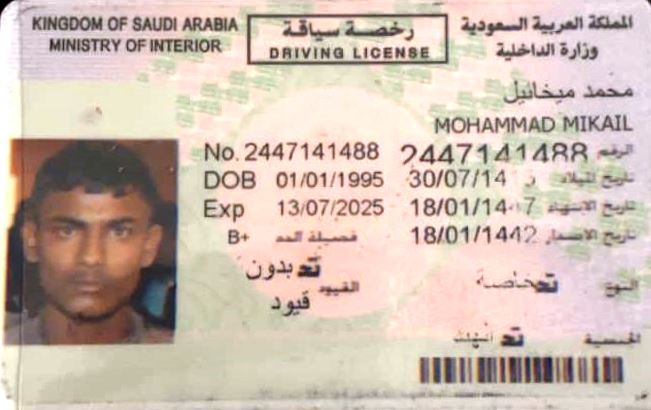 KINGDOM OF SAUDI ARABIA
MINISTRY OF INTERIOR
رخصة سياقة
DRIVING LICENSE
المملكة العربية السعودية
وزارة الداخلية
محمد ميخائيل
MOHAMMAD MIKAIL
No. 2447141488 2447141488 الرقم
DOB 01/01/1995 30/07/14 تاريخ الميلاد
Exp 13/07/2025 18/01/14 7 تاريخ الانتهاء
B+ فصيلة الدم 18/01/1442 تاريخ الاصدار
بدون
قيود
القيود
خاصة
النوع
الجنسية